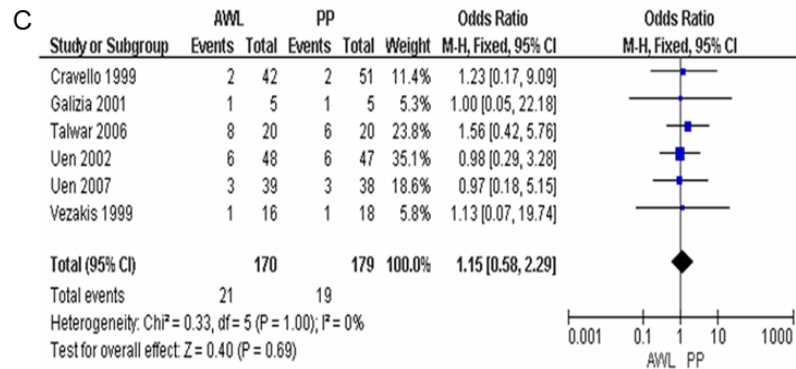 C
AWL PP Odds Ratio Odds Ratio
Study or Subgroup Events Total Events Total Weight M-H, Fixed, 95% CI M-H, Fixed, 95% CI
Cravello 1999 2 42 2 51 11.4% 1.23 [0.17, 9.09]
Galizia 2001 1 5 1 5 5.3% 1.00 [0.05, 22.18]
Talwar 2006 8 20 6 20 23.8% 1.56 [0.42, 5.76]
Uen 2002 6 48 6 47 35.1% 0.98 [0.29, 3.28]
Uen 2007 3 39 3 38 18.6% 0.97 [0.18, 5.15]
Vezakis 1999 1 16 1 18 5.8% 1.13 [0.07, 19.74]
Total (95% CI) 170 179 100.0% 1.15 [0.58, 2.29]
Total events 21 19
Heterogeneity: Chi² = 0.33, df = 5 (P = 1.00); I² = 0%
Test for overall effect: Z = 0.40 (P = 0.69)
0.001 0.1 1 10 1000
AWL PP